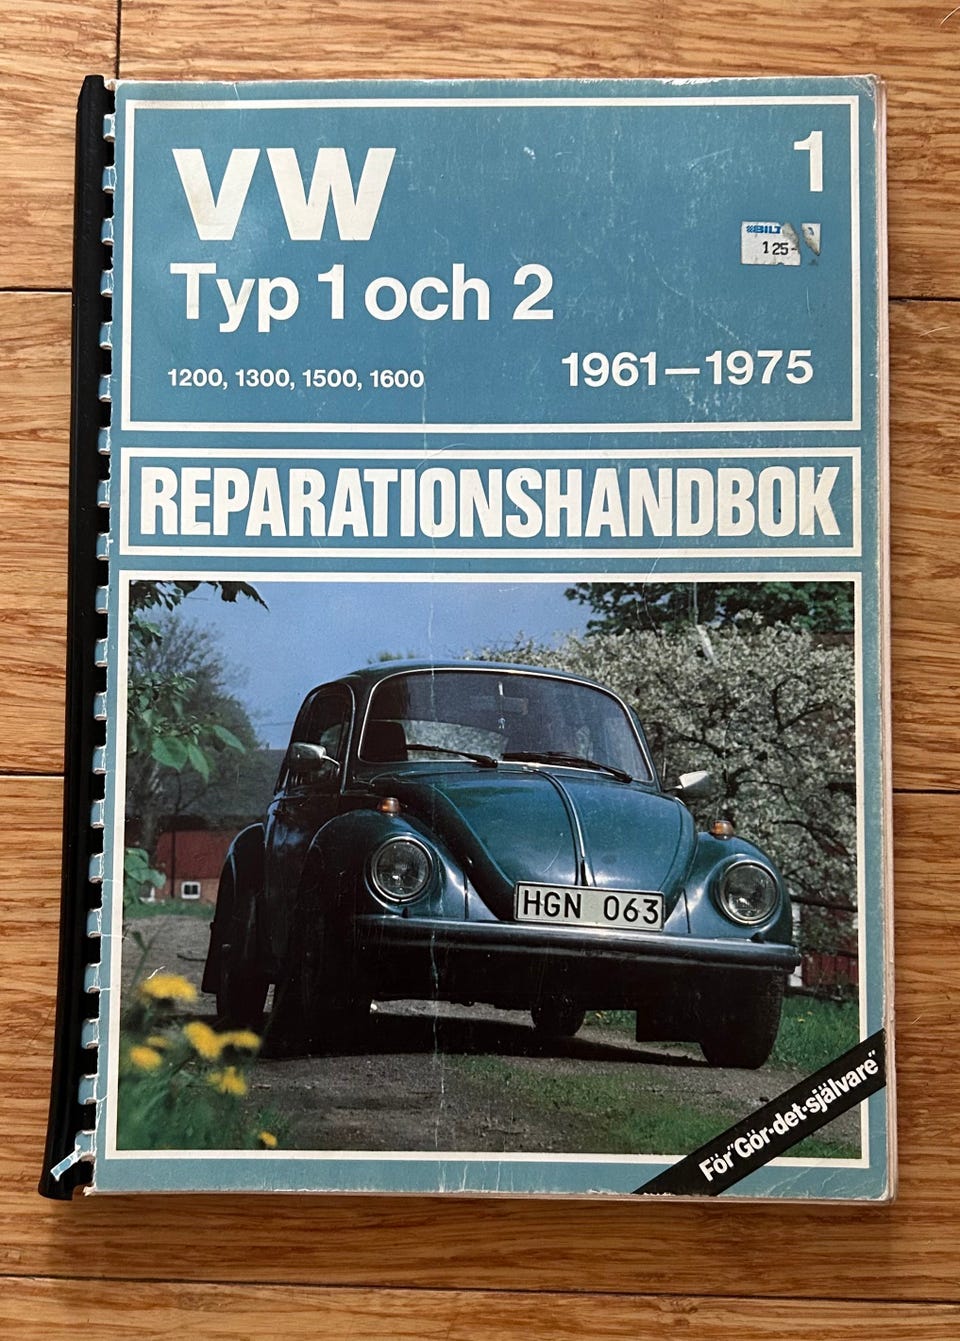 VW
1
BILT
125-
Typ 1 och 2
1200, 1300, 1500, 1600
1961–1975
REPARATIONSHANDBOK
HGN 063
För "Gör-det-självare"